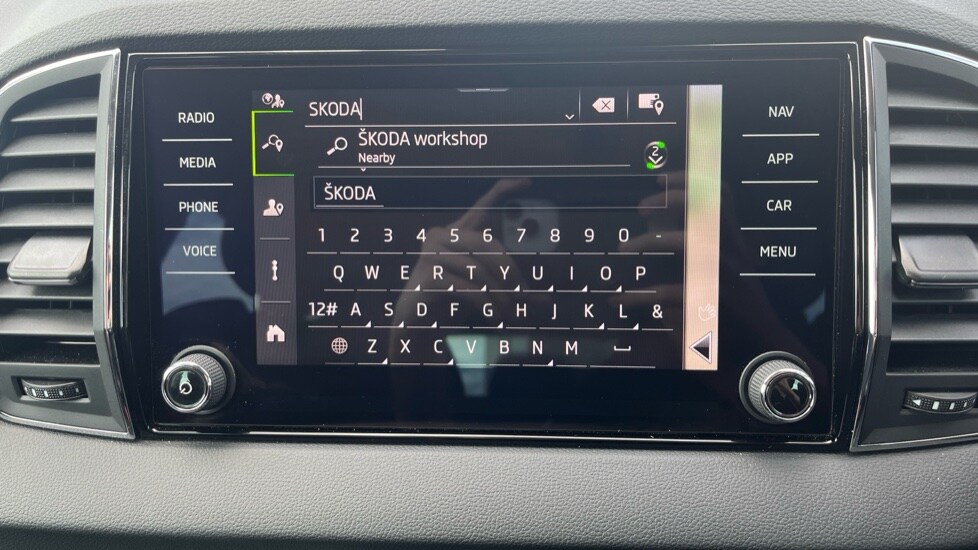 RADIO
MEDIA
PHONE
VOICE
SKODA
ŠKODA workshop
Nearby
2
ŠKODA
1 2 3 4 5 6 7 8 9 0 -
Q W E R T Y U I O P
12# A S D F G H J K L &
Z X C V B N M
NAV
APP
CAR
MENU